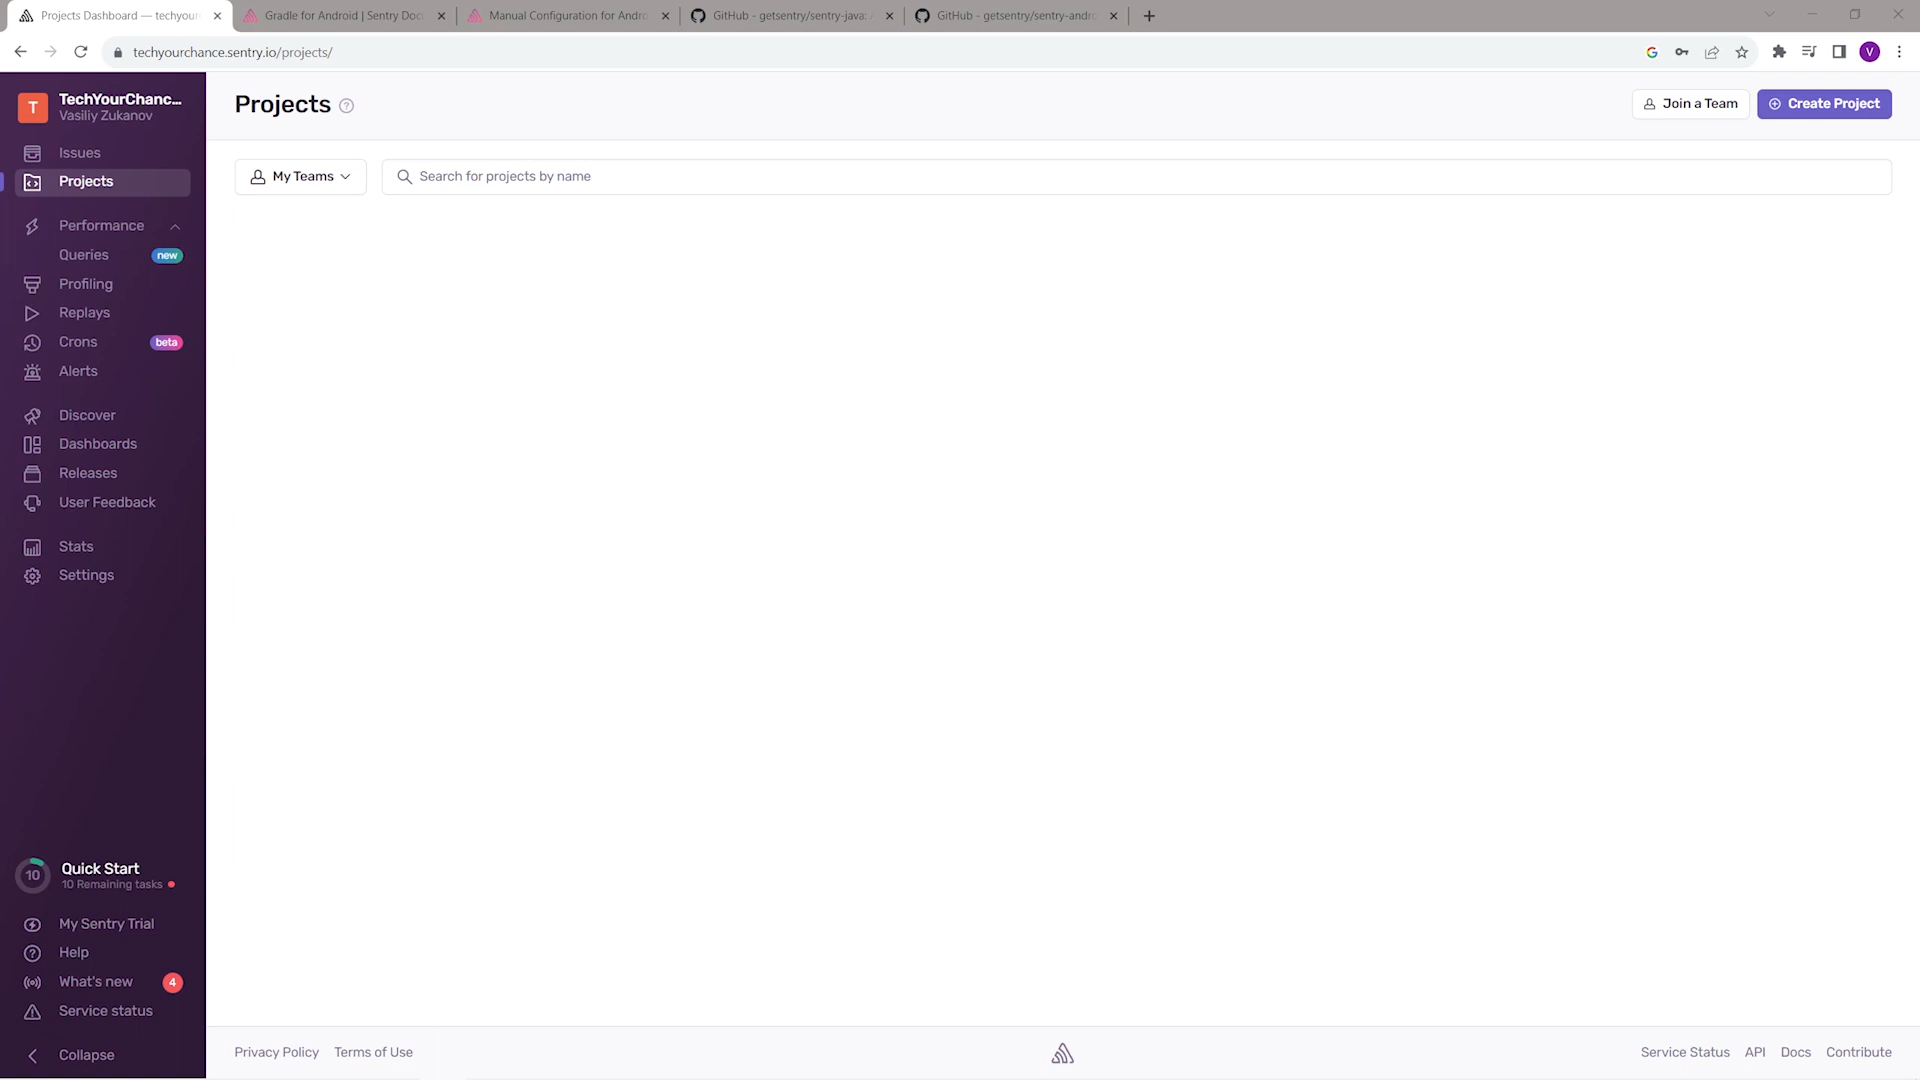 Projects Dashboard — techyour
Gradle for Android | Sentry Doc
Manual Configuration for Andro
GitHub - getsentry/sentry-java:
GitHub - getsentry/sentry-andr
techyourchance.sentry.io/projects/
V
T
TechYourChanc...
Vasiliy Zukanov
Issues
Projects
Performance
Queries new
Profiling
Replays
Crons beta
Alerts
Discover
Dashboards
Releases
User Feedback
Stats
Settings
10
Quick Start
10 Remaining tasks
My Sentry Trial
Help
What's new 4
Service status
Collapse
Projects
Join a Team
Create Project
My Teams
Search for projects by name
Privacy Policy Terms of Use
Service Status API Docs Contribute